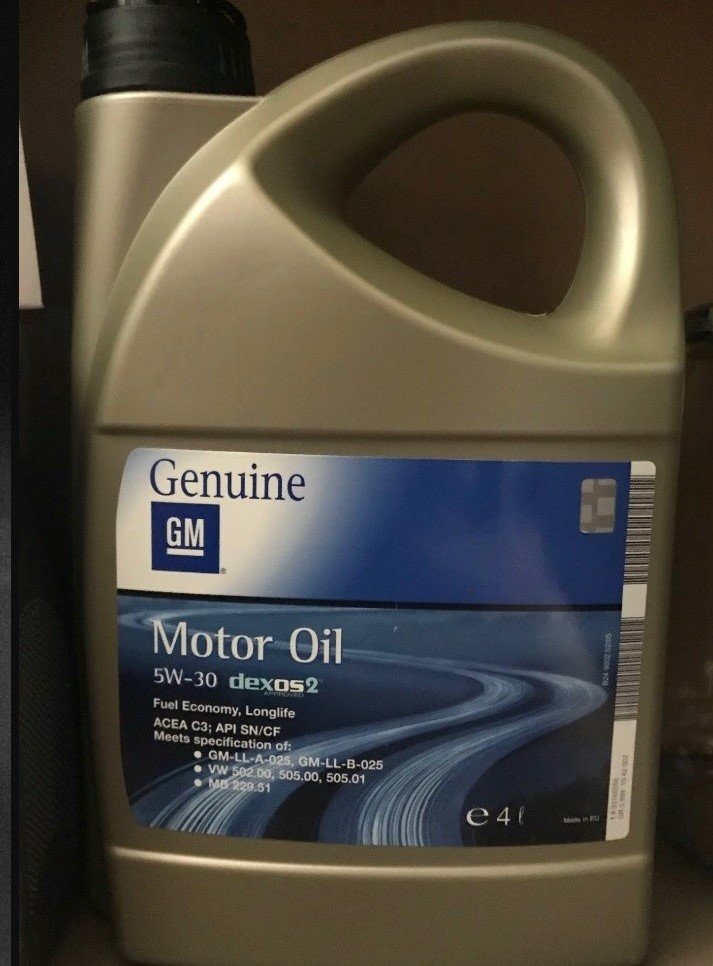 Genuine
GM
Motor Oil
5W-30 dexos2
APPROVED
Fuel Economy, Longlife
ACEA C3; API SN/CF
Meets specification of:
● GM-LL-A-025, GM-LL-B-025
● VW 502.00, 505.00, 505.01
● MB 229.51
e 4 l
Made in EU